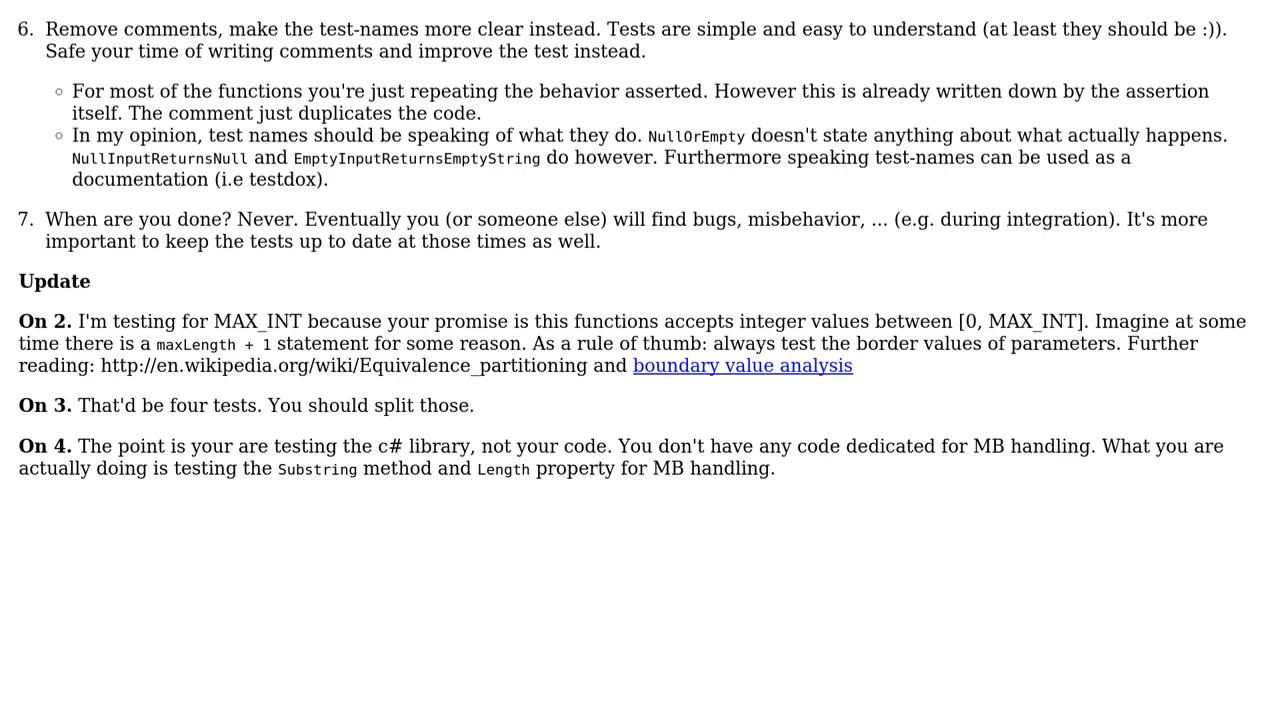 6. Remove comments, make the test-names more clear instead. Tests are simple and easy to understand (at least they should be :)).
Safe your time of writing comments and improve the test instead.
◦ For most of the functions you're just repeating the behavior asserted. However this is already written down by the assertion
itself. The comment just duplicates the code.
◦ In my opinion, test names should be speaking of what they do. NullOrEmpty doesn't state anything about what actually happens.
NullInputReturnsNull and EmptyInputReturnsEmptyString do however. Furthermore speaking test-names can be used as a
documentation (i.e testdox).
7. When are you done? Never. Eventually you (or someone else) will find bugs, misbehavior, ... (e.g. during integration). It's more
important to keep the tests up to date at those times as well.
Update
On 2. I'm testing for MAX_INT because your promise is this functions accepts integer values between [0, MAX_INT]. Imagine at some
time there is a maxLength + 1 statement for some reason. As a rule of thumb: always test the border values of parameters. Further
reading: http://en.wikipedia.org/wiki/Equivalence_partitioning and boundary value analysis
On 3. That'd be four tests. You should split those.
On 4. The point is your are testing the c# library, not your code. You don't have any code dedicated for MB handling. What you are
actually doing is testing the Substring method and Length property for MB handling.